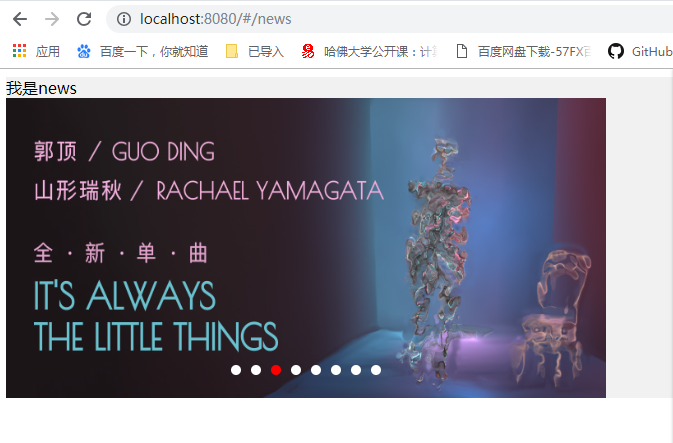 localhost:8080/#/news
应用 百度一下，你就知道 已导入 哈佛大学公开课：计 百度网盘下载-57FX GitHub
我是news
郭顶 / GUO DING
山形瑞秋 / RACHAEL YAMAGATA
全 · 新 · 单 · 曲
IT'S ALWAYS
THE LITTLE THINGS